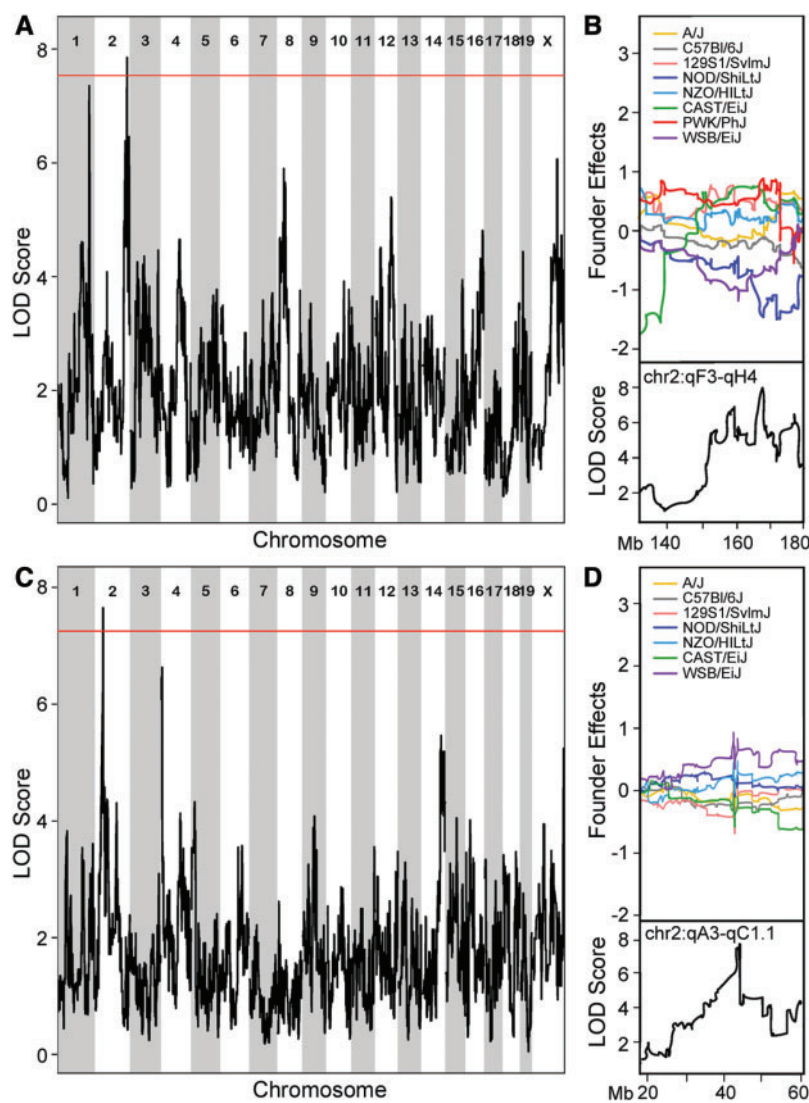 A
1 2 3 4 5 6 7 8 9 10 11 12 13 14 15 16 17 18 19 X
8
6
4
2
0
LOD Score
Chromosome
B
A/J
C57Bl/6J
129S1/SvlmJ
NOD/ShiLtJ
NZO/HILtJ
CAST/EiJ
PWK/PhJ
WSB/EiJ
3
2
1
0
-1
-2
Founder Effects
chr2:qF3-qH4
8
6
4
2
LOD Score
Mb 140 160 180
C
1 2 3 4 5 6 7 8 9 10 11 12 13 14 15 16 17 18 19 X
8
6
4
2
0
LOD Score
Chromosome
D
A/J
C57Bl/6J
129S1/SvlmJ
NOD/ShiLtJ
NZO/HILtJ
CAST/EiJ
WSB/EiJ
3
2
1
0
-1
-2
Founder Effects
chr2:qA3-qC1.1
8
6
4
2
LOD Score
Mb 20 40 60